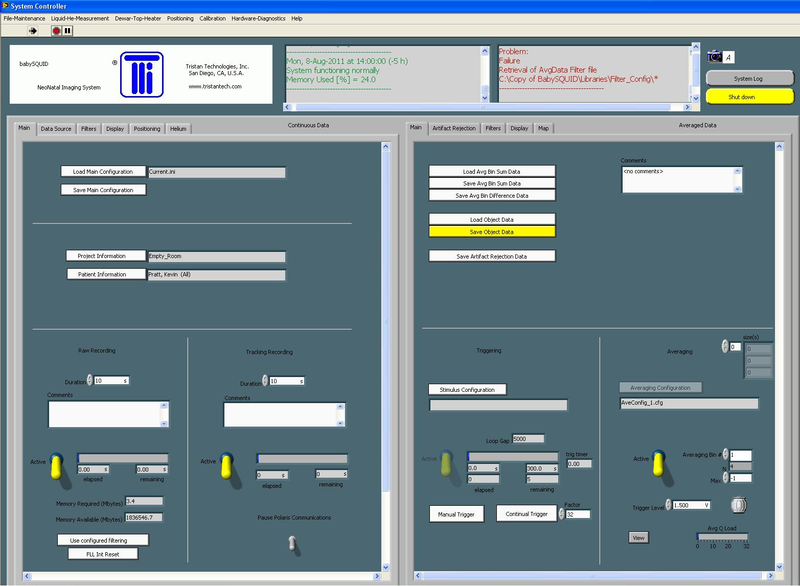 System Controller
File-Maintenance Liquid-He-Measurement Dewar-Top-Heater Positioning Calibration Hardware-Diagnostics Help
babySQUID
®
Tristan Technologies, Inc.
San Diego, CA, U.S.A.
NeoNatal Imaging System
www.tristantech.com
Mon, 8-Aug-2011 at 14:00:00 (-5 h)
System functioning normally
Memory Used [%] = 24.0
Problem:
Failure
Retrieval of AvgData Filter file
C:\Copy of BabySQUID\Libraries\Filter_Config\*
A
System Log
Shut down
Main Data Source Filters Display Positioning Helium
Continuous Data
Load Main Configuration Current.ini
Save Main Configuration
Project Information Empty_Room
Patient Information Pratt, Kevin (All)
Raw Recording
Duration 10 s
Comments
Active
0.00 s 0.00 s
elapsed remaining
Memory Required (Mbytes) 3.4
Memory Available (Mbytes) 1836546.7
Use configured filtering
FLL Int Reset
Tracking Recording
Duration 10 s
Comments
Active
0 s 0 s
elapsed remaining
Pause Polaris Communications
Main Artifact Rejection Filters Display Map
Averaged Data
Load Avg Bin Sum Data
Save Avg Bin Sum Data
Save Avg Bin Difference Data
Load Object Data
Save Object Data
Save Artifact Rejection Data
Comments
<no comments>
Triggering
Stimulus Configuration
Loop Gap 5000
Active
0.0 s 300.0 s
0 5
elapsed remaining
trig timer
0.00
Manual Trigger
Continual Trigger
Factor
32
Averaging
size(s)
0 0
0
0
Averaging Configuration
AveConfig_1.cfg
Active
Averaging Bin # 1
N 4
Max -1
Trigger Level 1.500 V
View
Avg Q Load
0 10 20 32